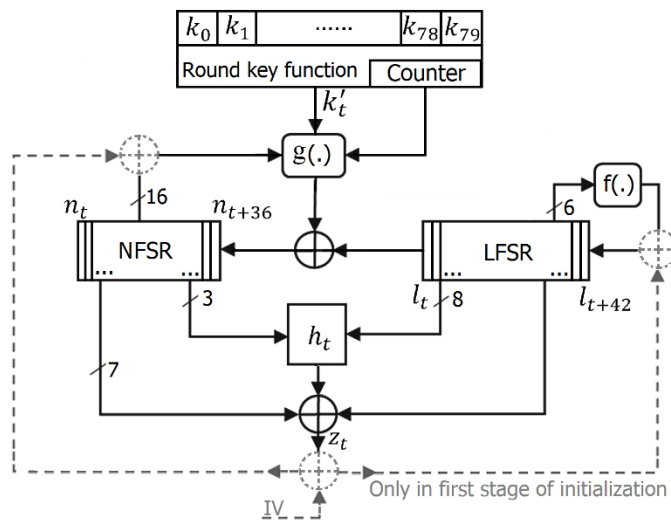 k₀ k₁ ...... k₇₈ k₇₉
Round key function Counter
k′ₜ
g(.)
16
f(.)
6
nₜ nₜ₊₃₆
NFSR LFSR
... ... ... ...
3 lₜ 8 lₜ₊₄₂
hₜ
7
zₜ
Only in first stage of initialization
IV